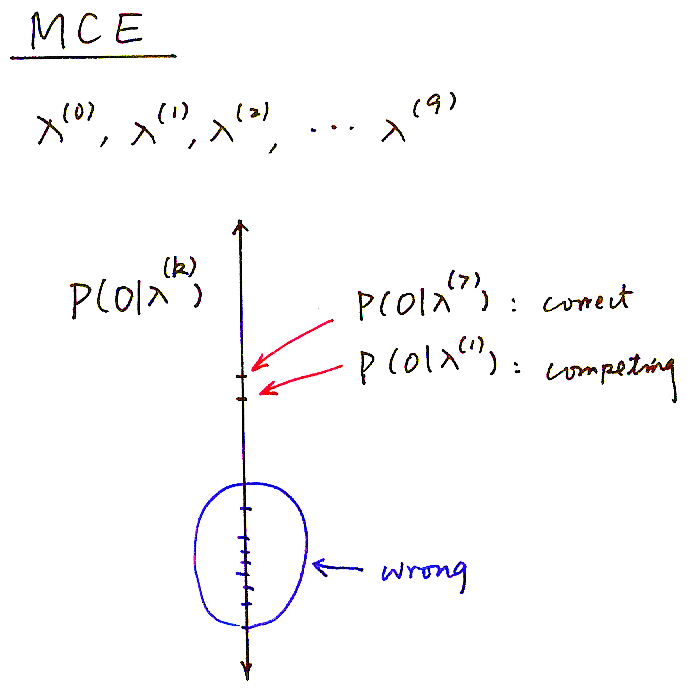 MCE
λ^(0), λ^(1), λ^(2), ... λ^(9)
P(O|λ^(k))
P(O|λ^(7)) : correct
P(O|λ^(1)) : competing
wrong